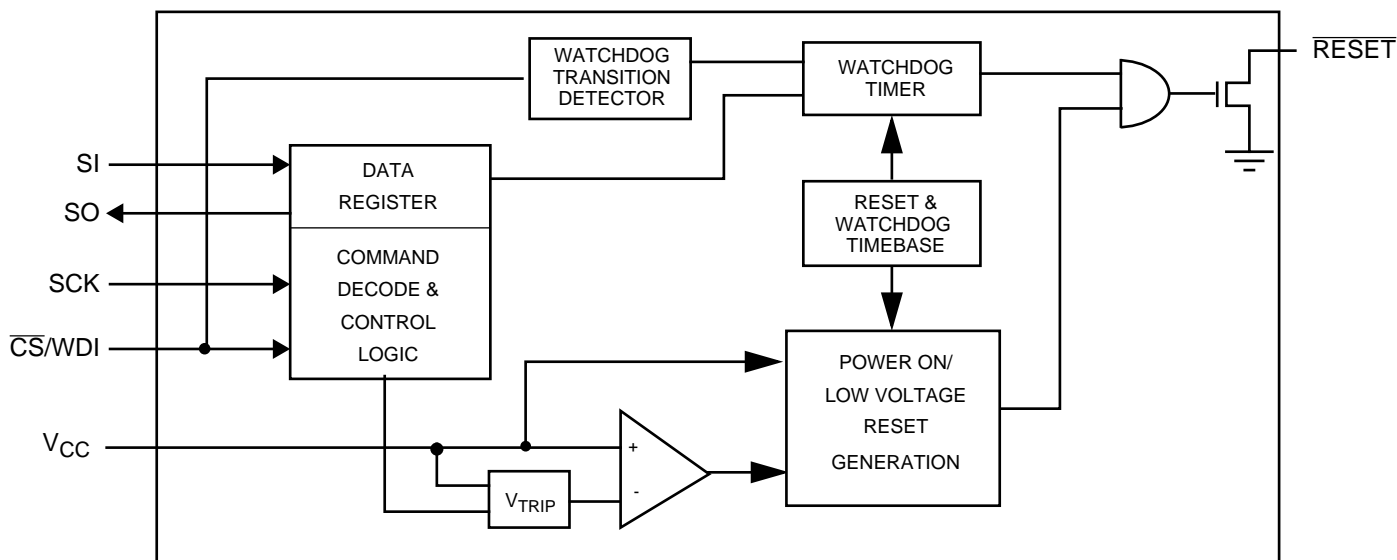 WATCHDOG
TRANSITION
DETECTOR
WATCHDOG
TIMER
RESET
SI
SO
SCK
CS/WDI
VCC
DATA
REGISTER
COMMAND
DECODE &
CONTROL
LOGIC
RESET &
WATCHDOG
TIMEBASE
POWER ON/
LOW VOLTAGE
RESET
GENERATION
+
-
VTRIP